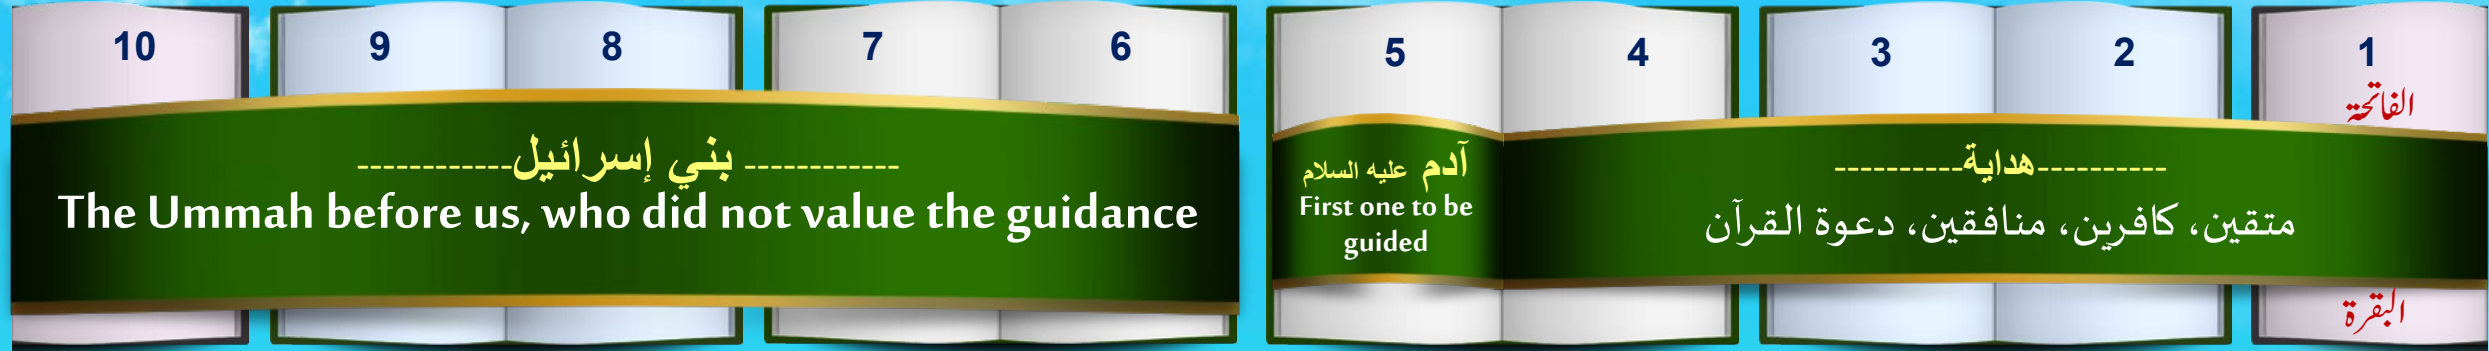 1 2 3 4 5 6 7 8 9 10
الفاتحة
----------هداية----------
متقين، كافرين، منافقين، دعوة القرآن
البقرة
آدم عليه السلام
First one to be
guided
------------ بني إسرائيل------------
The Ummah before us, who did not value the guidance